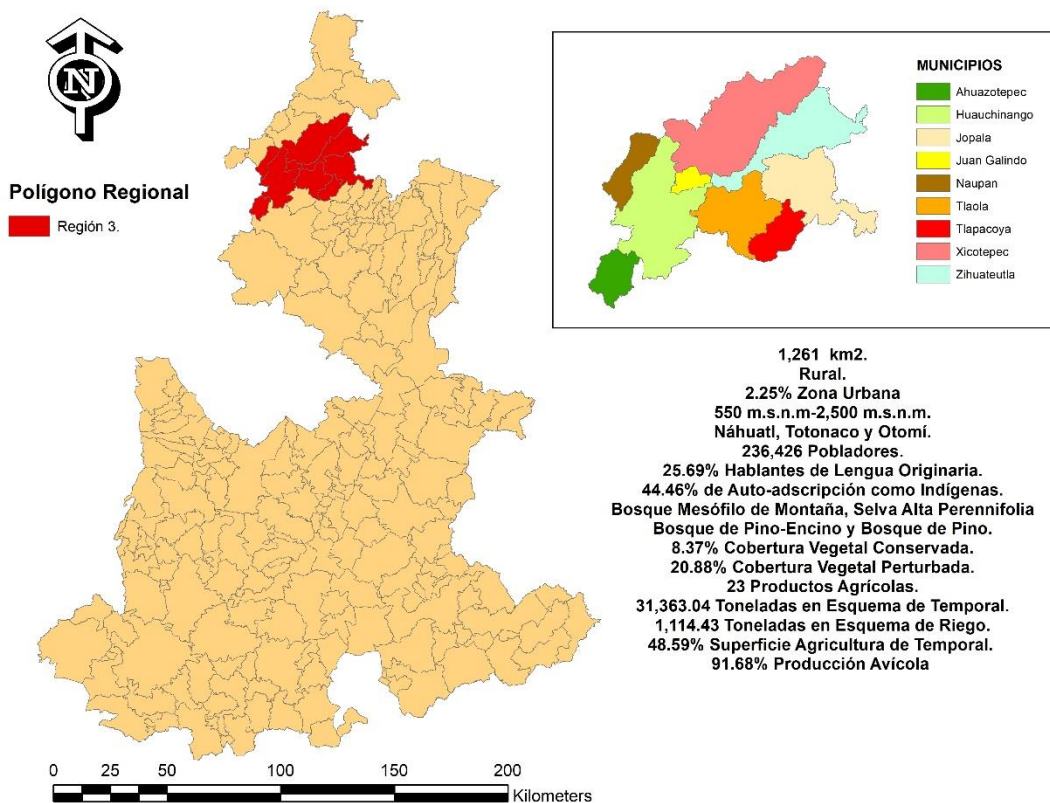 N
Polígono Regional
Región 3.
MUNICIPIOS
Ahuazotepec
Huauchinango
Jopala
Juan Galindo
Naupan
Tlaola
Tlapacoya
Xicotepec
Zihuateutla
1,261 km2.
Rural.
2.25% Zona Urbana
550 m.s.n.m-2,500 m.s.n.m.
Náhuatl, Totonaco y Otomí.
236,426 Pobladores.
25.69% Hablantes de Lengua Originaria.
44.46% de Auto-adscripción como Indígenas.
Bosque Mesófilo de Montaña, Selva Alta Perennifolia
Bosque de Pino-Encino y Bosque de Pino.
8.37% Cobertura Vegetal Conservada.
20.88% Cobertura Vegetal Perturbada.
23 Productos Agrícolas.
31,363.04 Toneladas en Esquema de Temporal.
1,114.43 Toneladas en Esquema de Riego.
48.59% Superficie Agricultura de Temporal.
91.68% Producción Avícola
0 25 50 100 150 200
Kilometers